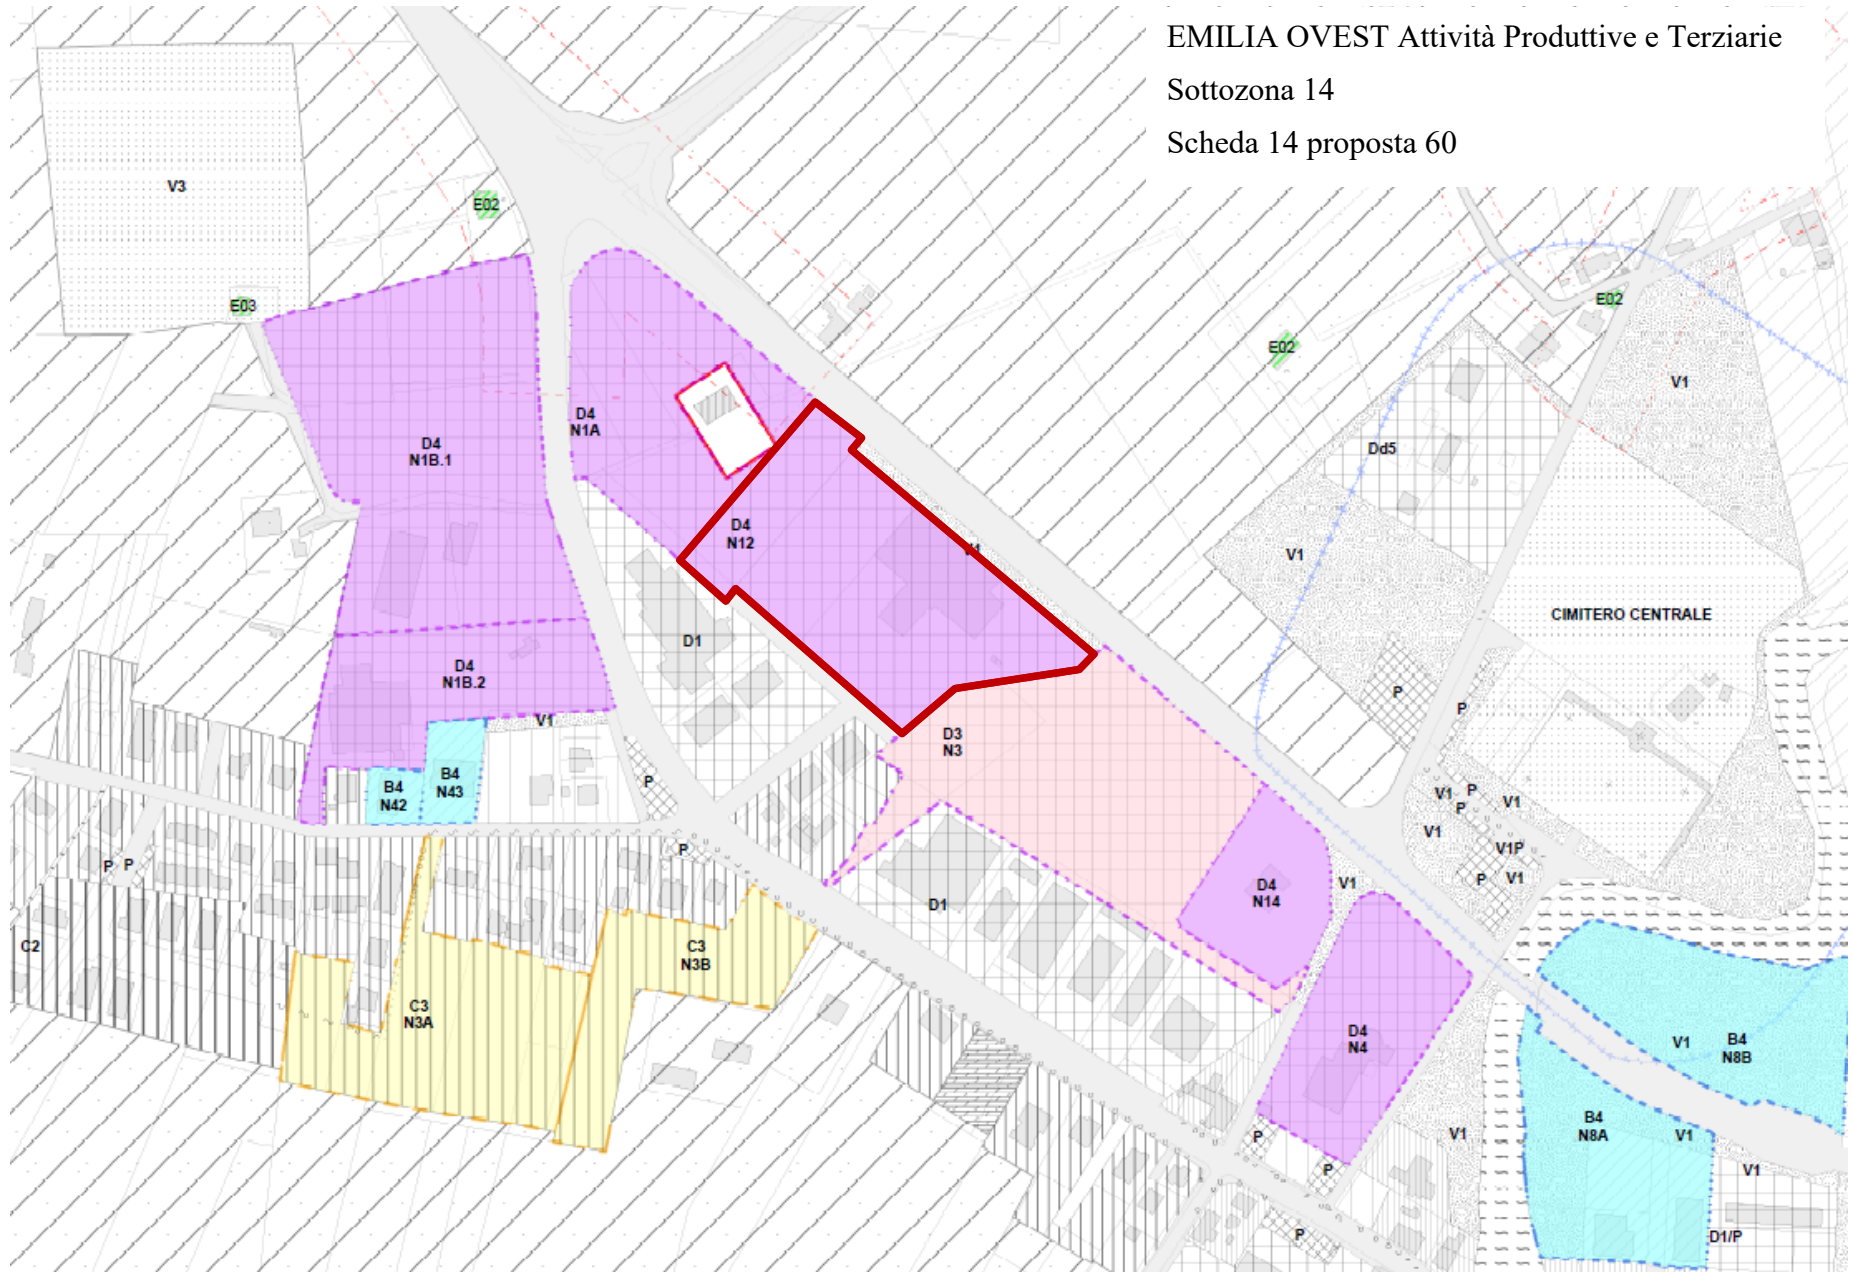 EMILIA OVEST Attività Produttive e Terziarie
Sottozona 14
Scheda 14 proposta 60
V3
E02
E03
E02
E02
V1
D4
N1A
D4
N1B.1
Dd5
D4
N12
V1
V1
CIMITERO CENTRALE
D1
D4
N1B.2
P
P
V1
D3
N3
B4
N42
B4
N43
P
V1
P
P
V1
V1
V1P
P
V1
P
P
P
D4
N14
V1
D1
C2
C3
N3B
C3
N3A
D4
N4
V1
B4
N8B
B4
N8A
V1
V1
V1
P
P
P
D1/P